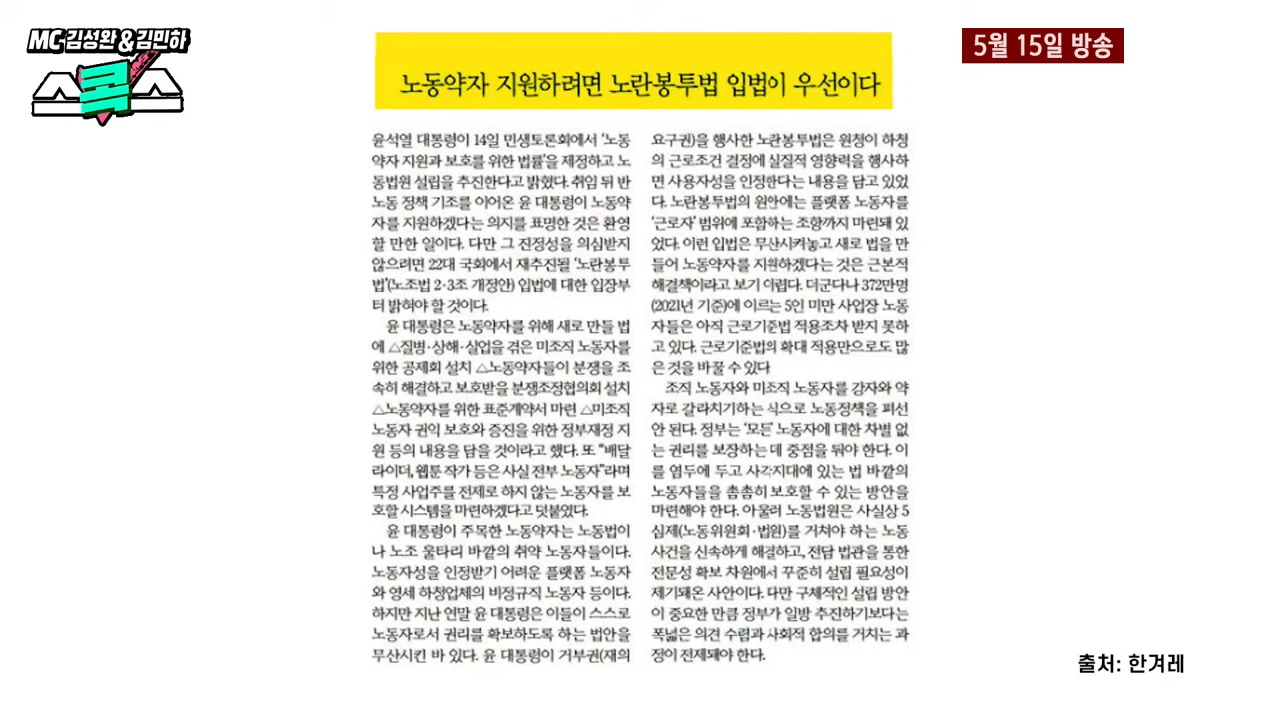 MC 김성완&김민하
콕
5월 15일 방송
노동약자 지원하려면 노란봉투법 입법이 우선이다
윤석열 대통령이 14일 민생토론회에서 ‘노동
약자 지원과 보호를 위한 법률’을 제정하고 노
동법원 설립을 추진한다고 밝혔다. 취임 뒤 반
노동 정책 기조를 이어온 윤 대통령이 노동약
자를 지원하겠다는 의지를 표명한 것은 환영
할 만한 일이다. 다만 그 진정성을 의심받지
않으려면 22대 국회에서 재추진될 ‘노란봉투
법’(노조법 2·3조 개정안) 입법에 대한 입장부
터 밝혀야 할 것이다.
윤 대통령은 노동약자를 위해 새로 만들 법
에 △질병·상해·실업을 겪은 미조직 노동자를
위한 공제회 설치 △노동약자들이 분쟁을 조
속히 해결하고 보호받을 분쟁조정협의회 설치
△노동약자를 위한 표준계약서 마련 △미조직
노동자 권익 보호와 증진을 위한 정부재정 지
원 등의 내용을 담을 것이라고 했다. 또 “배달
라이더, 웹툰 작가 등은 사실 전부 노동자”라며
특정 사업주를 전제로 하지 않는 노동자를 보
호할 시스템을 마련하겠다고 덧붙였다.
윤 대통령이 주목한 노동약자는 노동법이
나 노조 울타리 바깥의 취약 노동자들이다.
노동자성을 인정받기 어려운 플랫폼 노동자
와 영세 하청업체의 비정규직 노동자 등이다.
하지만 지난 연말 윤 대통령은 이들이 스스로
노동자로서 권리를 확보하도록 하는 법안을
무산시킨 바 있다. 윤 대통령이 거부권(재의
요구권)을 행사한 노란봉투법은 원청이 하청
의 근로조건 결정에 실질적 영향력을 행사하
면 사용자성을 인정한다는 내용을 담고 있었
다. 노란봉투법의 원안에는 플랫폼 노동자를
‘근로자’ 범위에 포함하는 조항까지 마련돼 있
었다. 이런 입법은 무산시켜놓고 새로 법을 만
들어 노동약자를 지원하겠다는 것은 근본적
해결책이라고 보기 어렵다. 더군다나 372만명
(2021년 기준)에 이르는 5인 미만 사업장 노동
자들은 아직 근로기준법 적용조차 받지 못하
고 있다. 근로기준법의 확대 적용만으로도 많
은 것을 바꿀 수 있다
조직 노동자와 미조직 노동자를 강자와 약
자로 갈라치기하는 식으로 노동정책을 펴선
안 된다. 정부는 ‘모든’ 노동자에 대한 차별 없
는 권리를 보장하는 데 중점을 둬야 한다. 이
를 염두에 두고 사각지대에 있는 법 바깥의
노동자들을 촘촘히 보호할 수 있는 방안을
마련해야 한다. 아울러 노동법원은 사실상 5
심제(노동위원회·법원)를 거쳐야 하는 노동
사건을 신속하게 해결하고, 전담 법관을 통한
전문성 확보 차원에서 꾸준히 설립 필요성이
제기돼온 사안이다. 다만 구체적인 설립 방안
이 중요한 만큼 정부가 일방 추진하기보다는
폭넓은 의견 수렴과 사회적 합의를 거치는 과
정이 전제돼야 한다.
출처: 한겨레